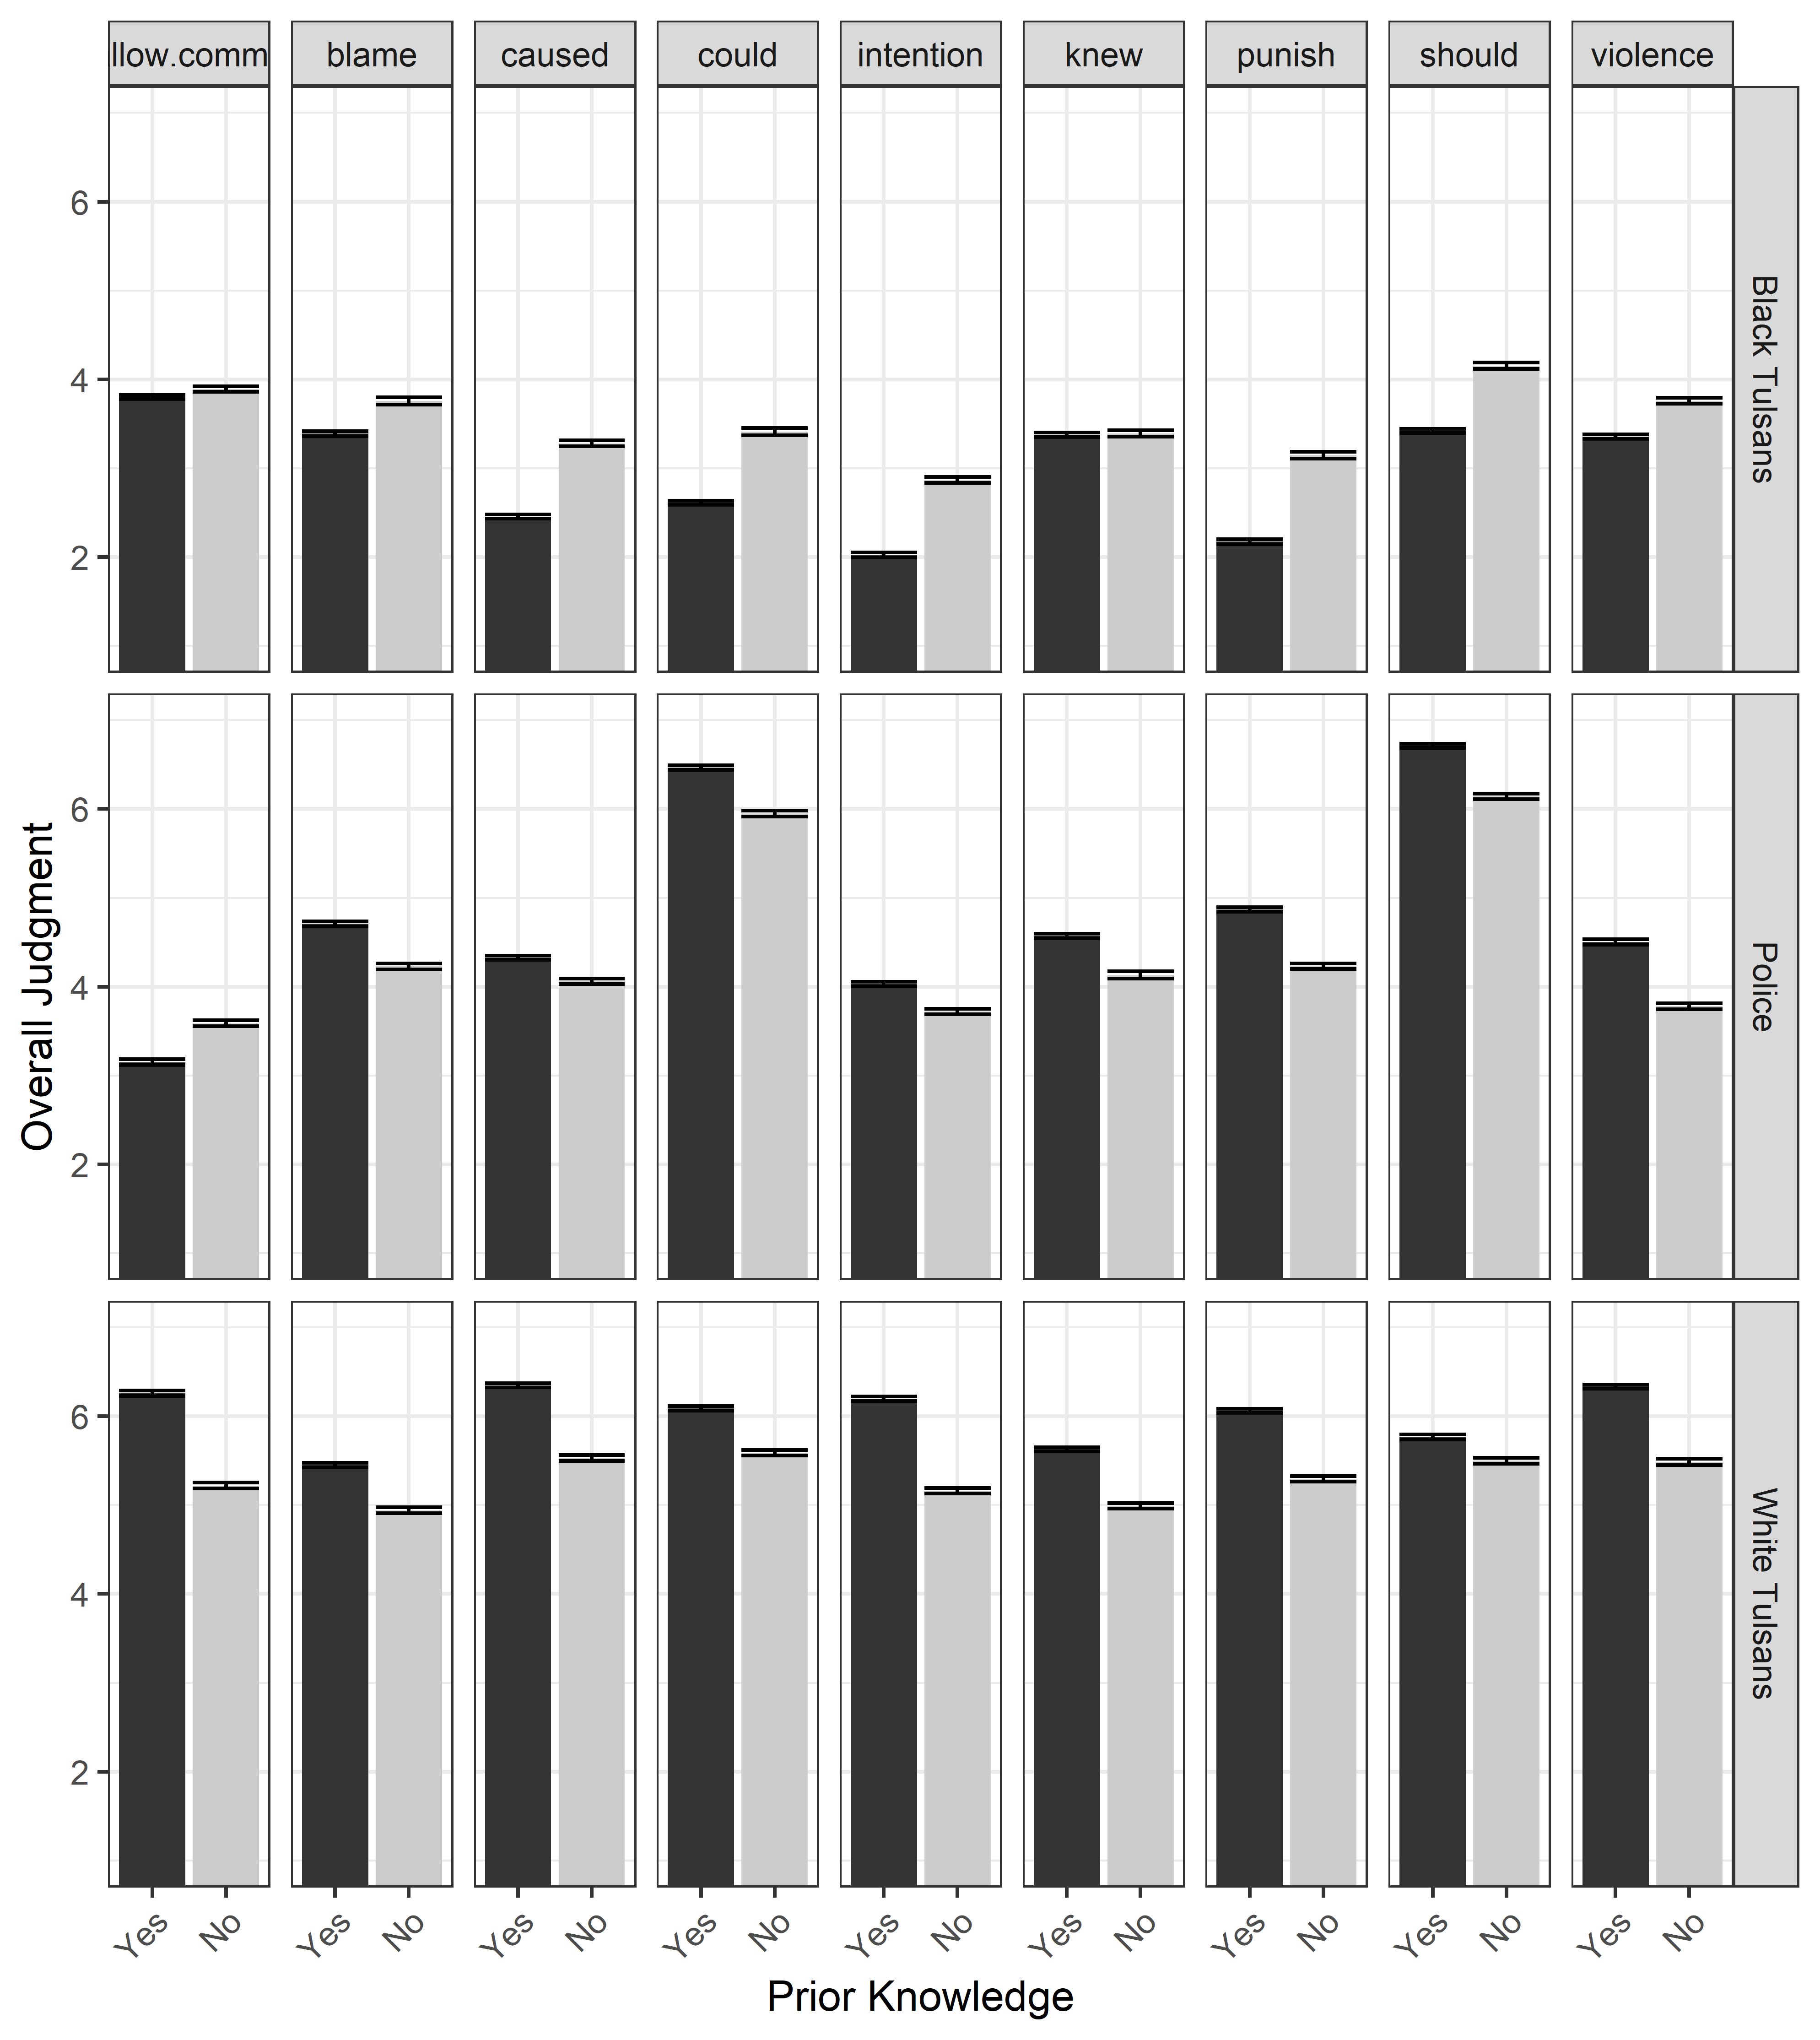 llow.comm blame caused could intention knew punish should violence
6
4
2
Black Tulsans
6
4
2
Police
6
4
2
White Tulsans
Overall Judgment
Yes No Yes No Yes No Yes No Yes No Yes No Yes No Yes No Yes No
Prior Knowledge